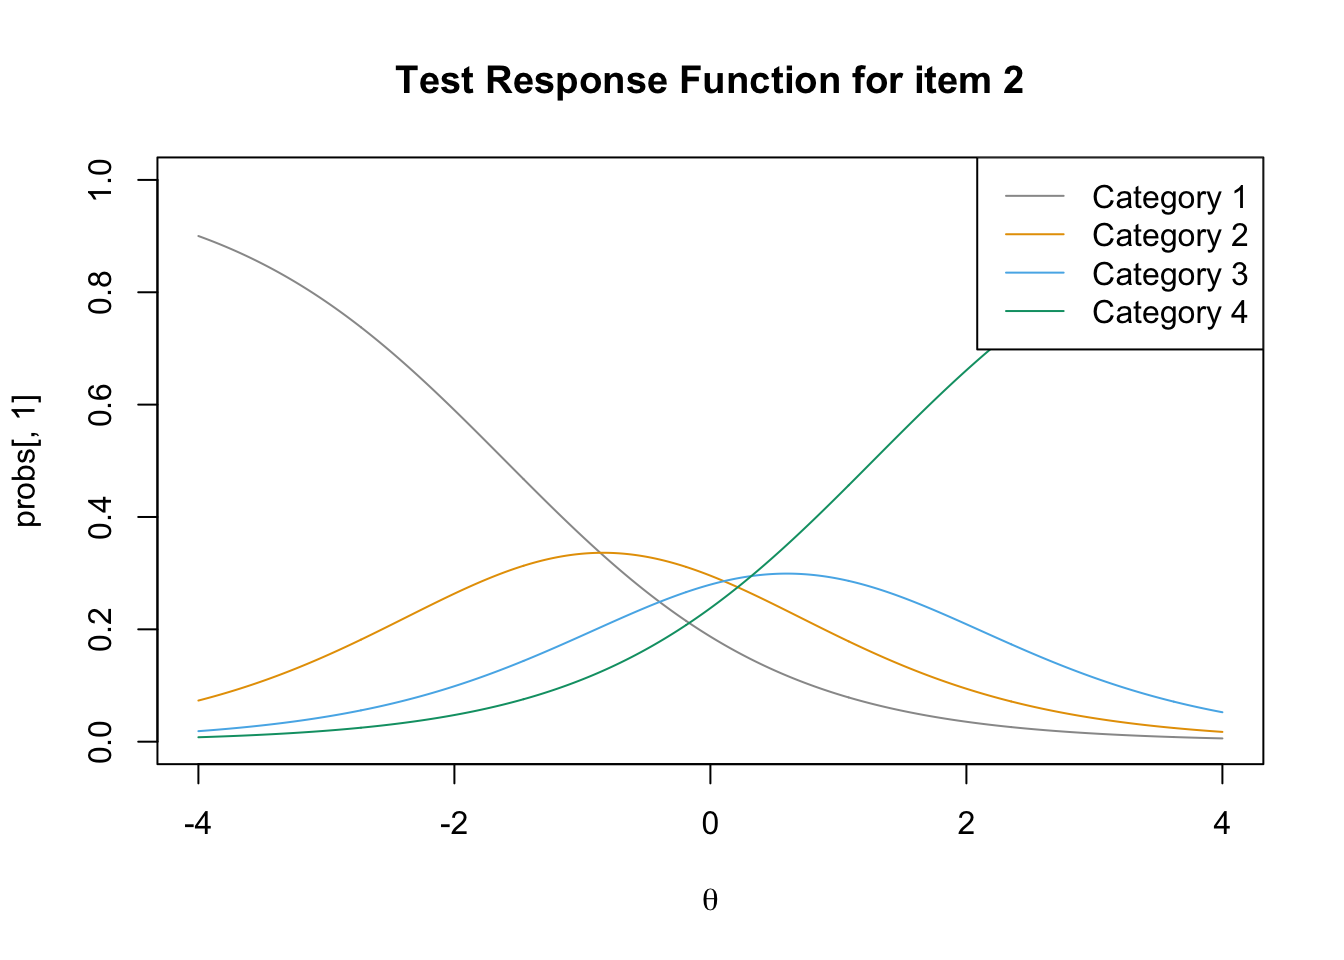 Test Response Function for item 2
probs[, 1]
1.0
0.8
0.6
0.4
0.2
0.0
Category 1
Category 2
Category 3
Category 4
-4 -2 0 2 4
θ